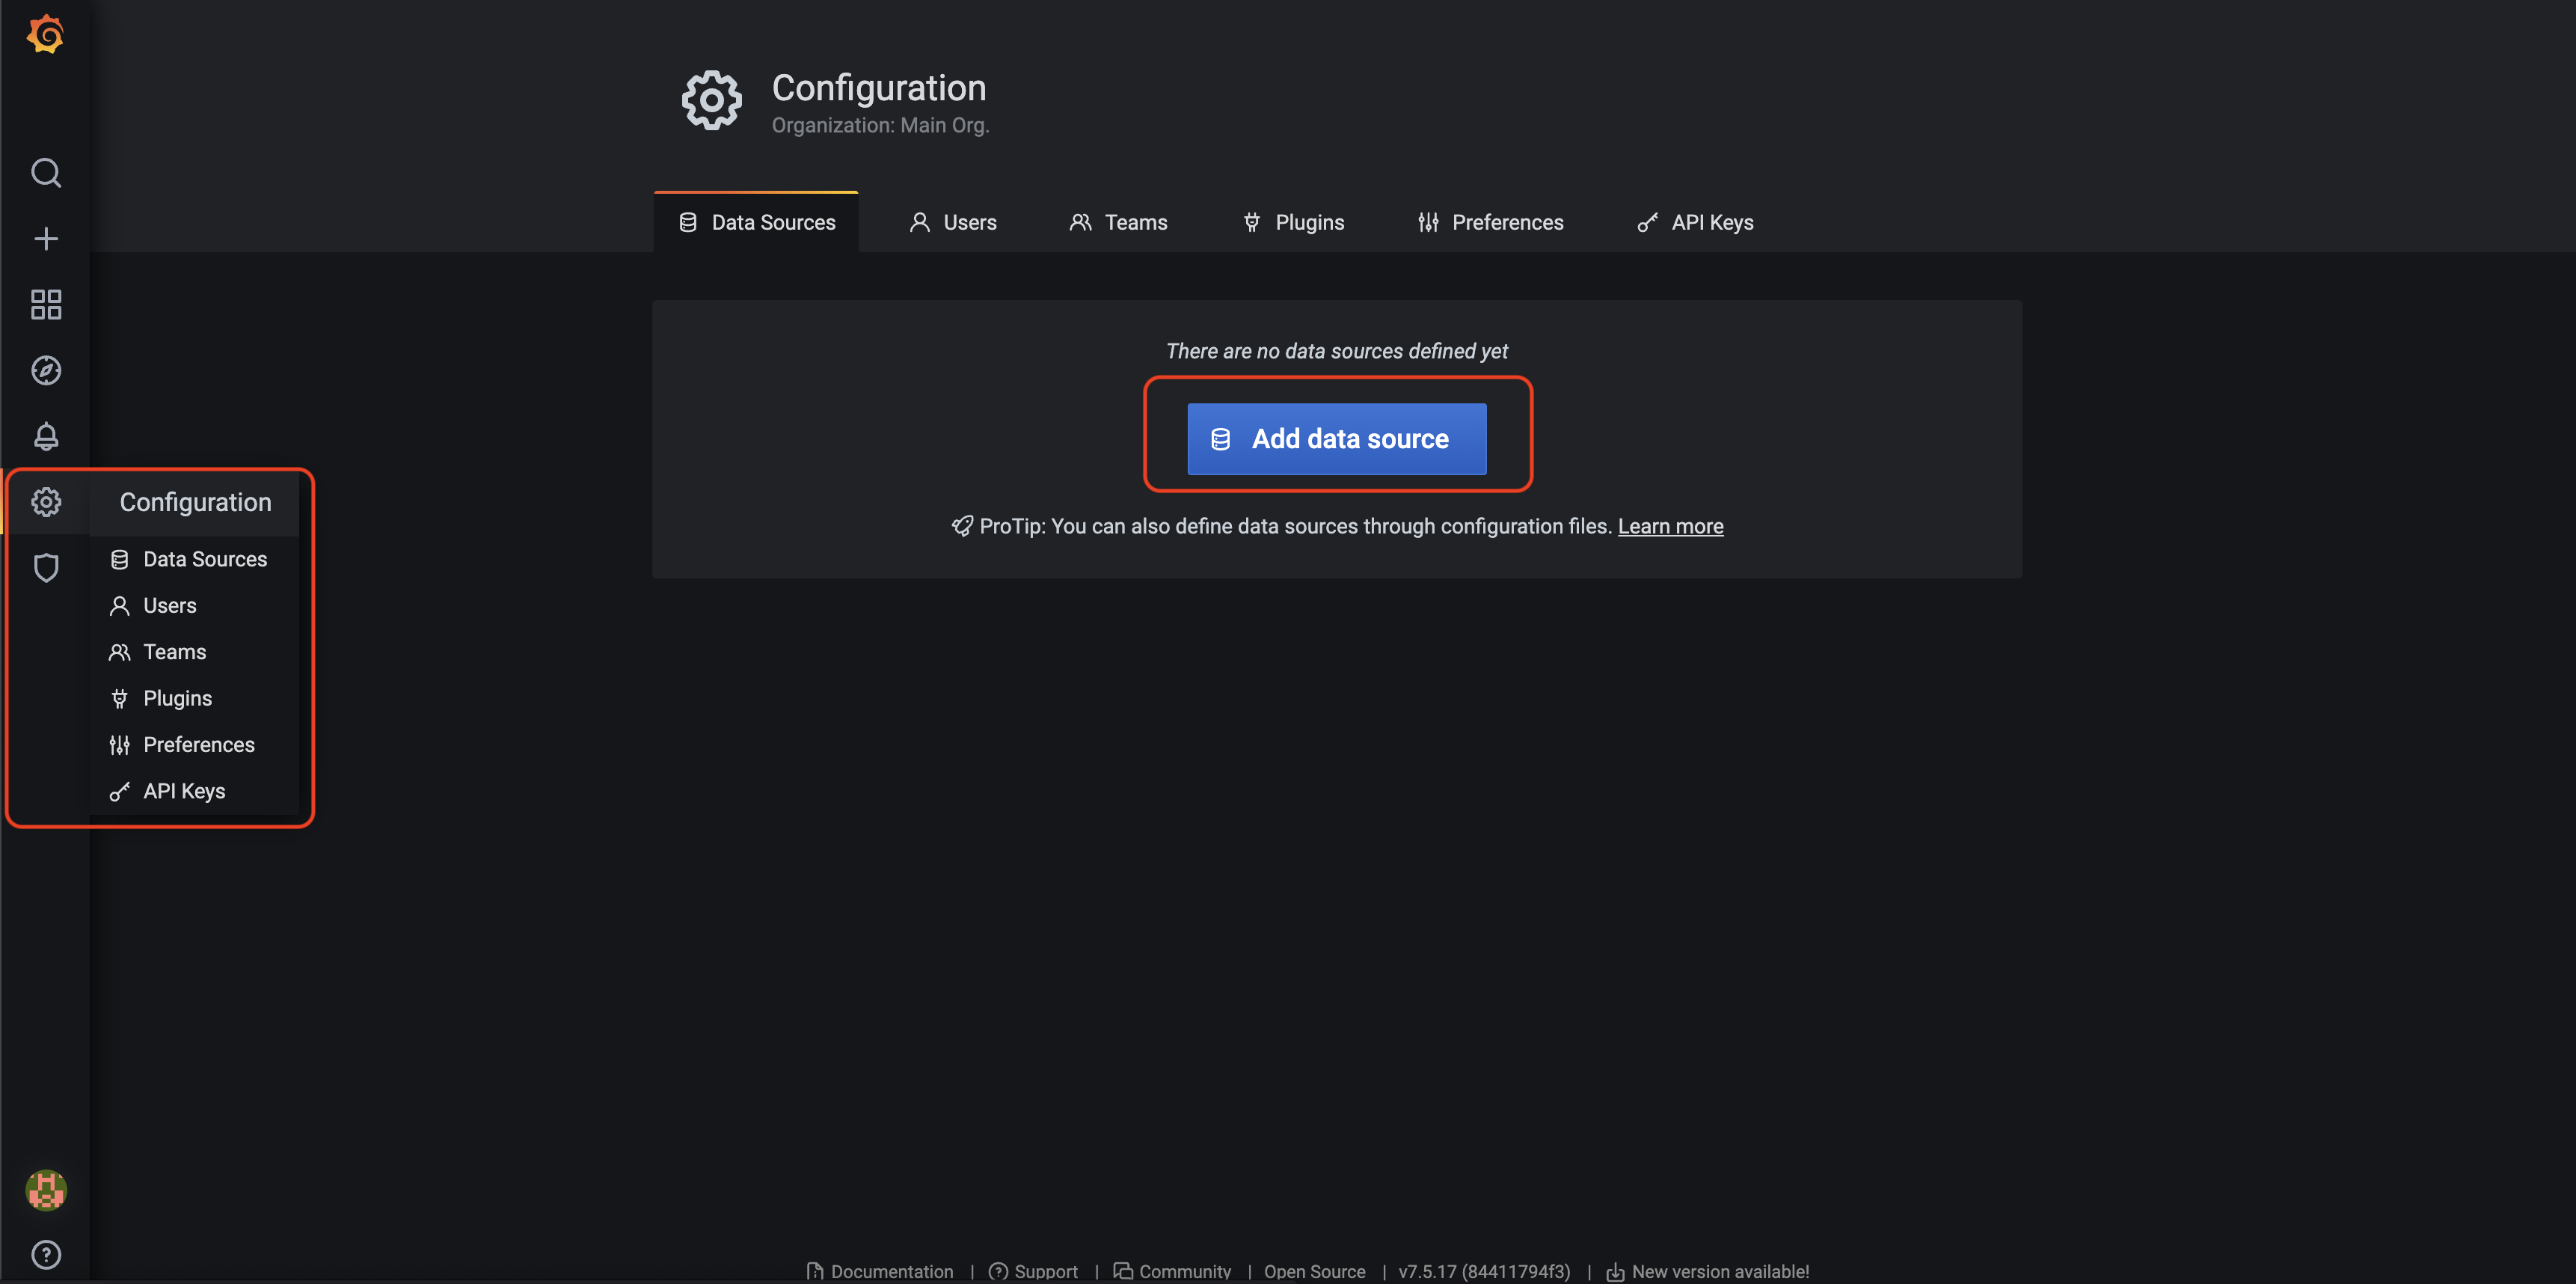 Configuration
Organization: Main Org.
Data Sources Users Teams Plugins Preferences API Keys
There are no data sources defined yet
Add data source
ProTip: You can also define data sources through configuration files. Learn more
Configuration
Data Sources
Users
Teams
Plugins
Preferences
API Keys
Documentation | Support | Community | Open Source | v7.5.17 (84411794f3) | New version available!